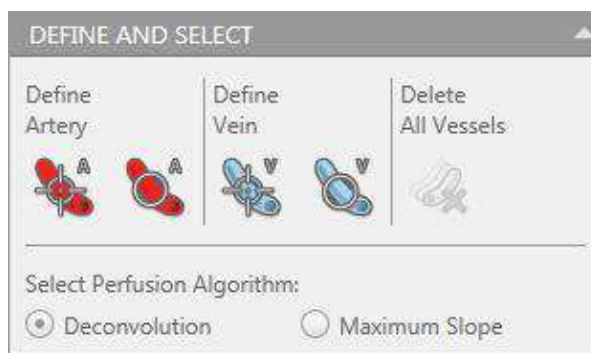 DEFINE AND SELECT
Define Artery
Define Vein
Delete All Vessels
A
A
V
V
Select Perfusion Algorithm:
Deconvolution
Maximum Slope